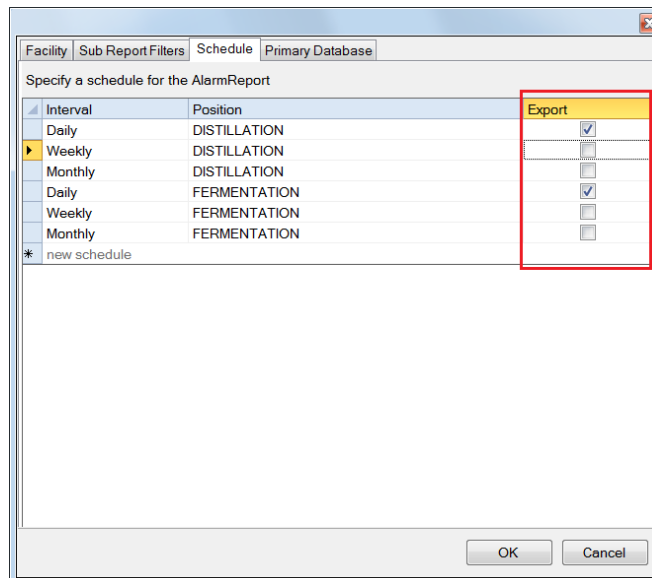 Facility Sub Report Filters Schedule Primary Database
Specify a schedule for the AlarmReport
Interval Position Export
Daily DISTILLATION
Weekly DISTILLATION
Monthly DISTILLATION
Daily FERMENTATION
Weekly FERMENTATION
Monthly FERMENTATION
new schedule
OK Cancel